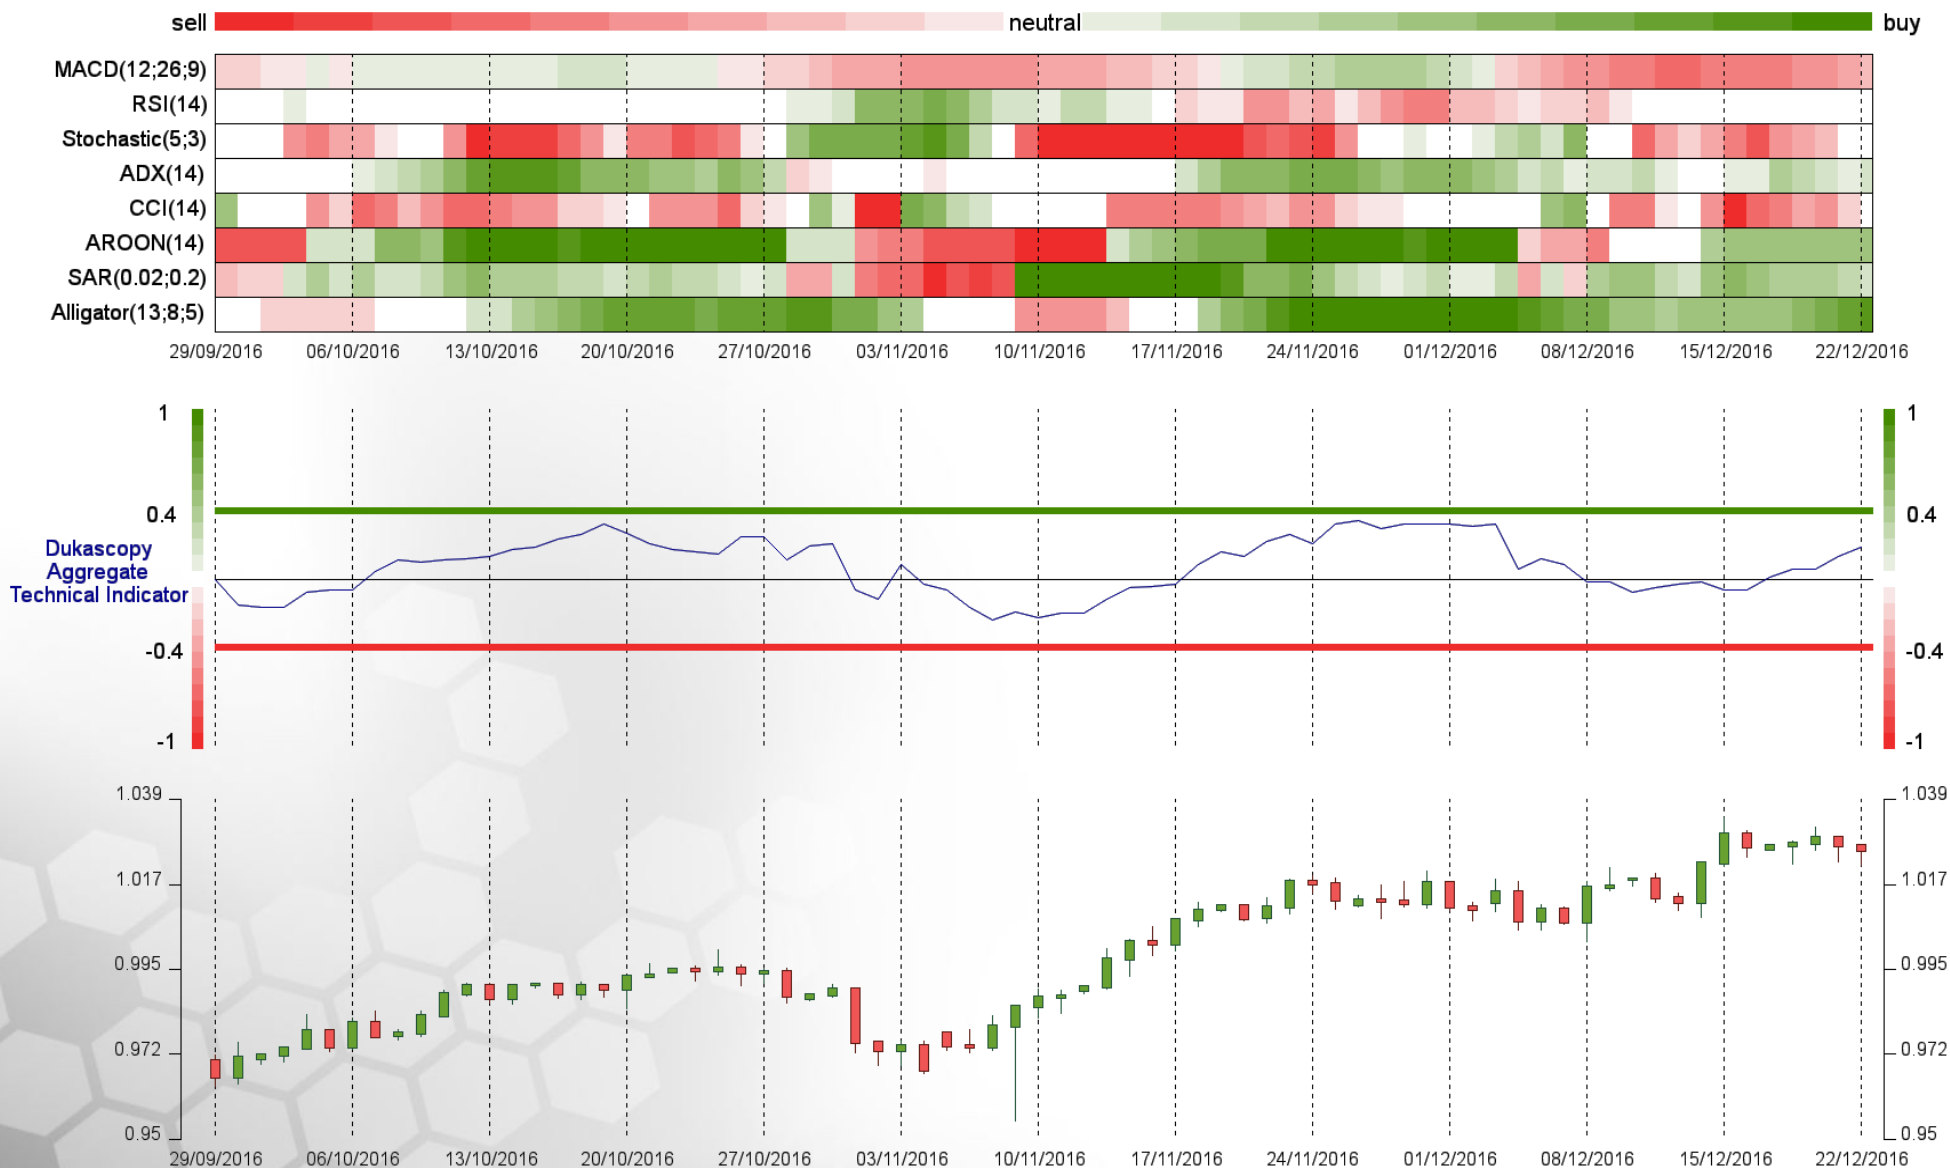 sell neutral buy
MACD(12;26;9)
RSI(14)
Stochastic(5;3)
ADX(14)
CCI(14)
AROON(14)
SAR(0.02;0.2)
Alligator(13;8;5)
29/09/2016 06/10/2016 13/10/2016 20/10/2016 27/10/2016 03/11/2016 10/11/2016 17/11/2016 24/11/2016 01/12/2016 08/12/2016 15/12/2016 22/12/2016
1 1
0.4 0.4
Dukascopy
Aggregate
Technical Indicator
-0.4 -0.4
-1 -1
1.039 1.039
1.017 1.017
0.995 0.995
0.972 0.972
0.95 0.95
29/09/2016 06/10/2016 13/10/2016 20/10/2016 27/10/2016 03/11/2016 10/11/2016 17/11/2016 24/11/2016 01/12/2016 08/12/2016 15/12/2016 22/12/2016